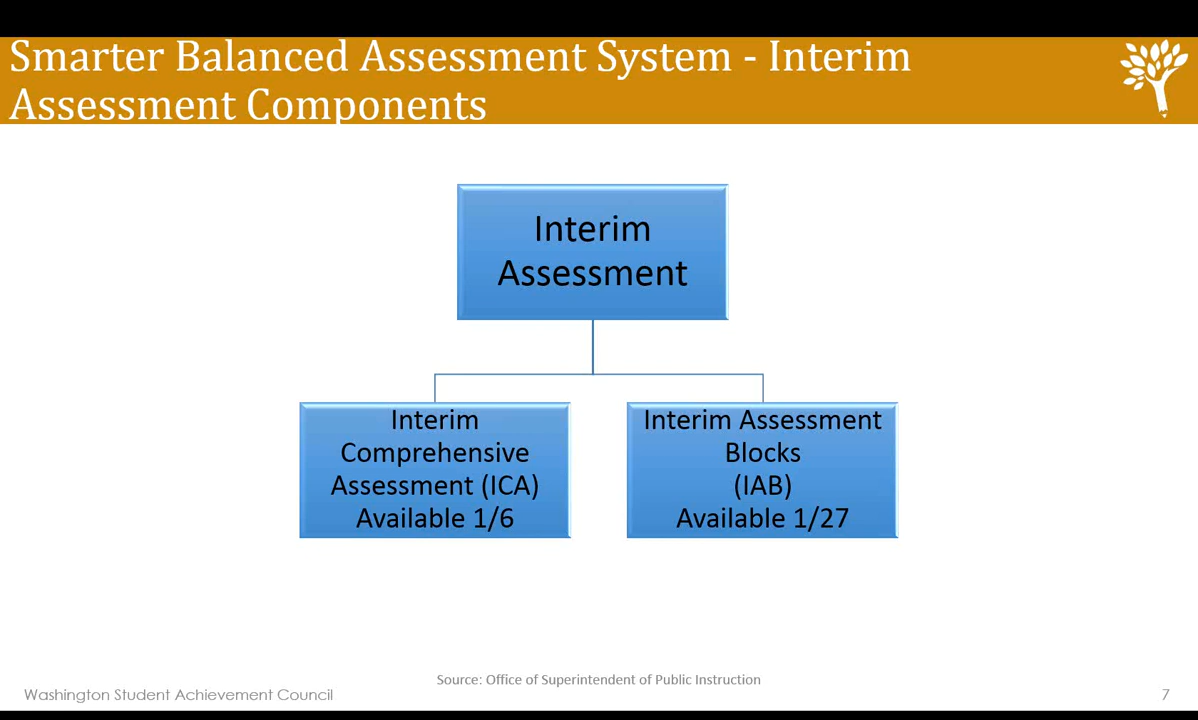 Smarter Balanced Assessment System - Interim
Assessment Components
Interim
Assessment
Interim
Comprehensive
Assessment (ICA)
Available 1/6
Interim Assessment
Blocks
(IAB)
Available 1/27
Source: Office of Superintendent of Public Instruction
Washington Student Achievement Council
7